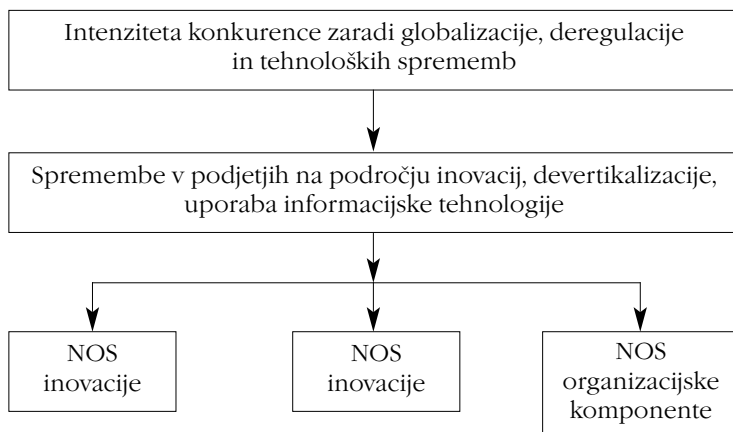 Intenziteta konkurence zaradi globalizacije, deregulacije
in tehnoloških sprememb
Spremembe v podjetjih na področju inovacij, devertikalizacije,
uporaba informacijske tehnologije
NOS
inovacije
NOS
inovacije
NOS
organizacijske
komponente